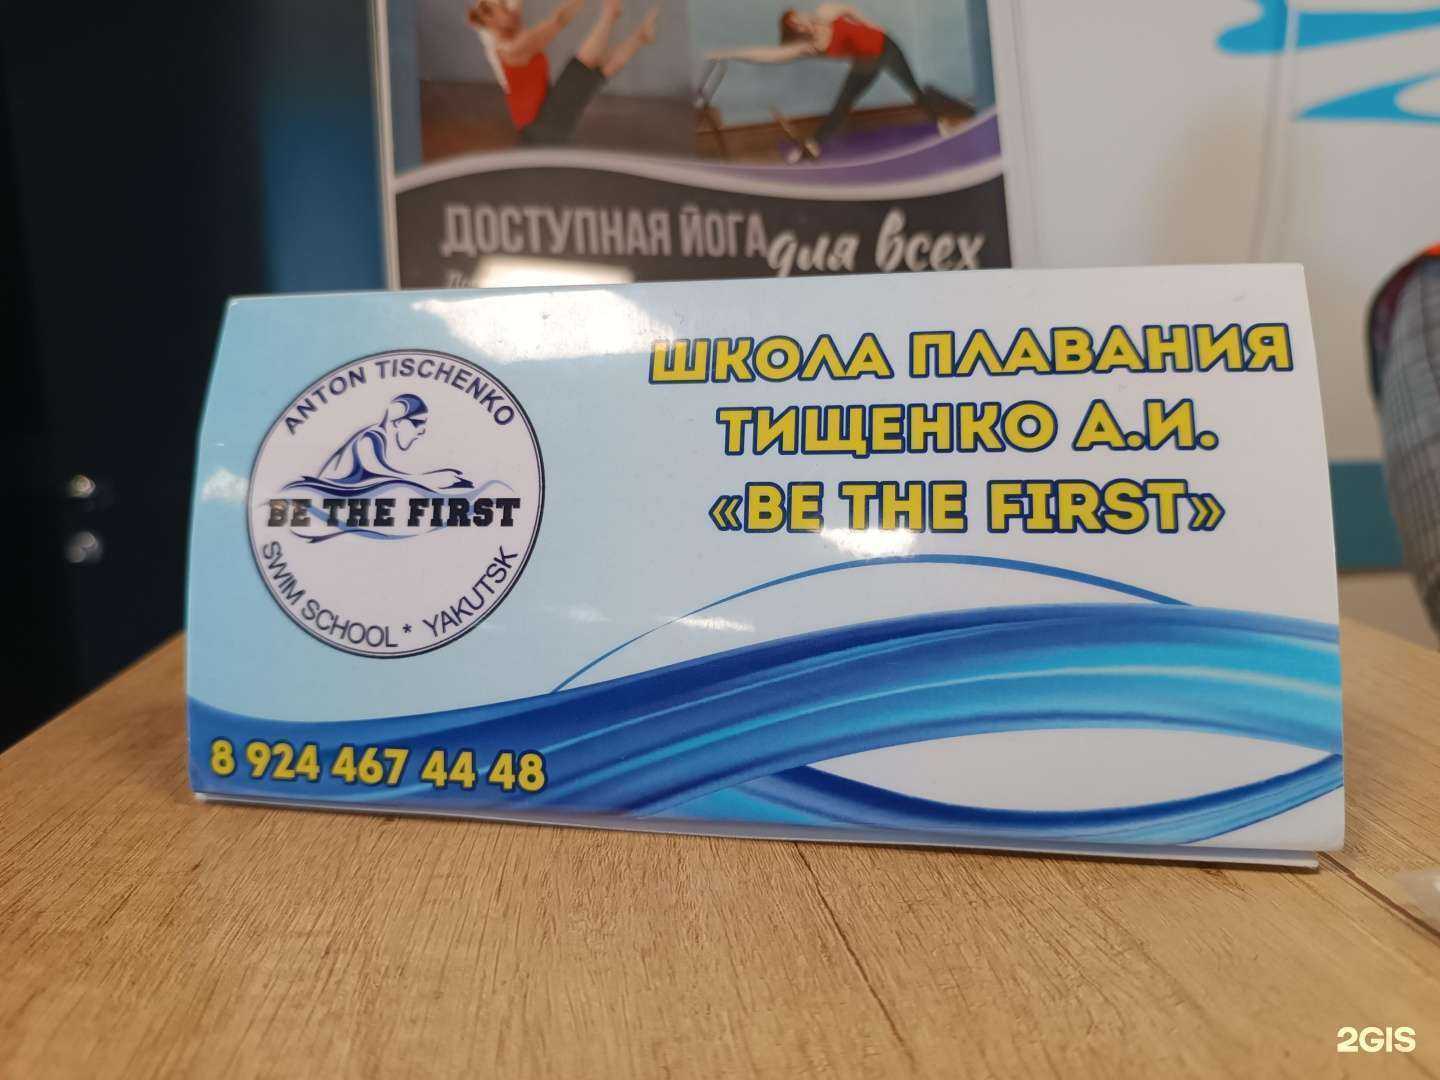 ДОСТУПНАЯ ЙОГА
для всех
ШКОЛА ПЛАВАНИЯ
ТИЩЕНКО А.И.
«BE THE FIRST»
ANTON TISCHENKO
BE THE FIRST
SWIM SCHOOL * YAKUTSK
8 924 467 44 48
2GIS